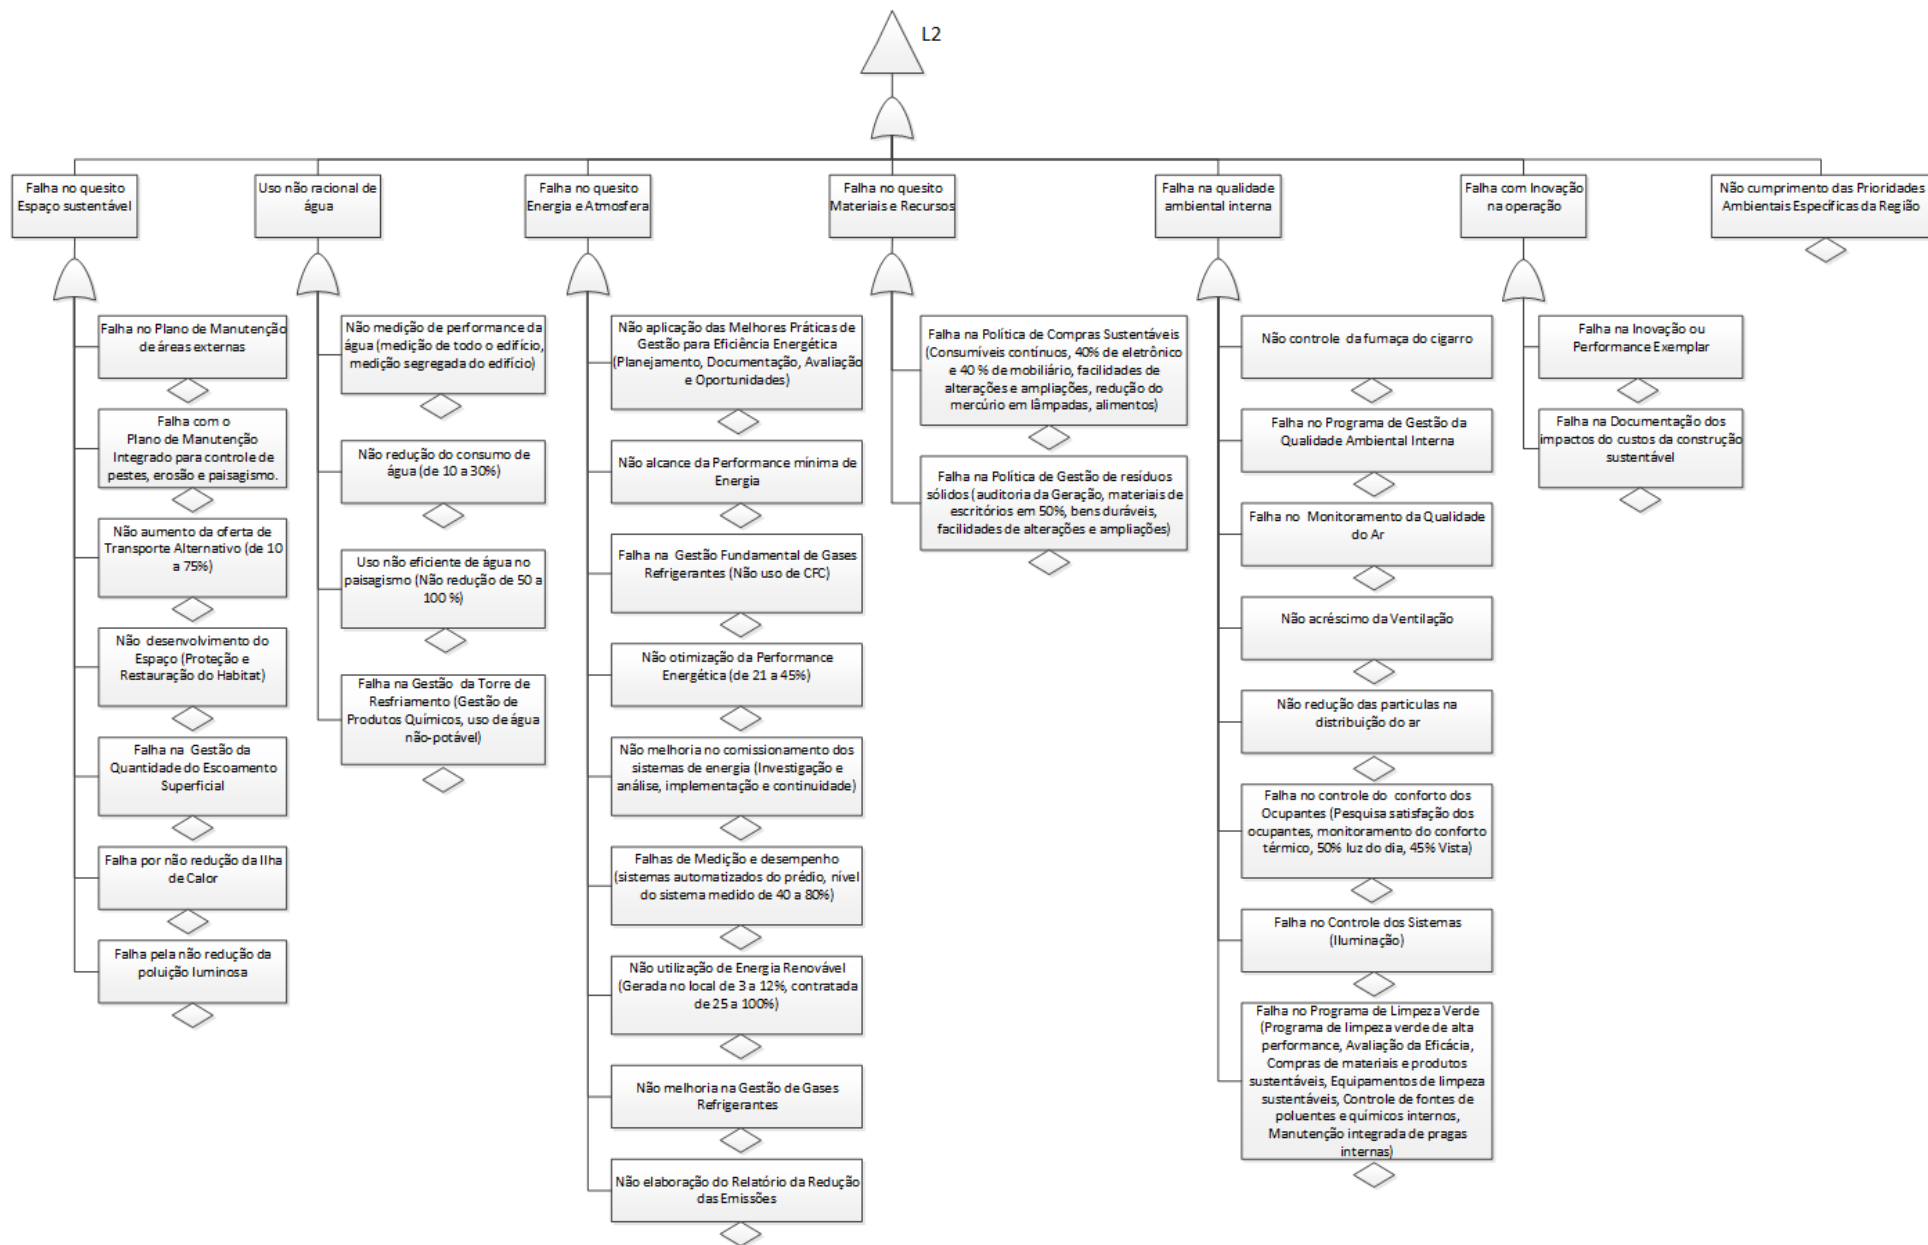 L2
Falha no quesito
Espaço sustentável
Uso não racional de
água
Falha no quesito
Energia e Atmosfera
Falha no quesito
Materiais e Recursos
Falha na qualidade
ambiental interna
Falha com Inovação
na operação
Não cumprimento das Prioridades
Ambientais Específicas da Região
Falha no Plano de Manutenção
de áreas externas
Falha com o
Plano de Manutenção
Integrado para controle de
pestes, erosão e paisagismo.
Não aumento da oferta de
Transporte Alternativo (de 10
a 75%)
Não desenvolvimento do
Espaço (Proteção e
Restauração do Habitat)
Falha na Gestão da
Quantidade do Escoamento
Superficial
Falha por não redução da Ilha
de Calor
Falha pela não redução da
poluição luminosa
Não medição de performance da
água (medição de todo o edifício,
medição segregada do edifício)
Não redução do consumo de
água (de 10 a 30%)
Uso não eficiente de água no
paisagismo (Não redução de 50 a
100 %)
Falha na Gestão da Torre de
Resfriamento (Gestão de
Produtos Químicos, uso de água
não-potável)
Não aplicação das Melhores Práticas de
Gestão para Eficiência Energética
(Planejamento, Documentação, Avaliação
e Oportunidades)
Não alcance da Performance mínima de
Energia
Falha na Gestão Fundamental de Gases
Refrigerantes (Não uso de CFC)
Não otimização da Performance
Energética (de 21 a 45%)
Não melhoria no comissionamento dos
sistemas de energia (Investigação e
análise, implementação e continuidade)
Falhas de Medição e desempenho
(sistemas automatizados do prédio, nível
do sistema medido de 40 a 80%)
Não utilização de Energia Renovável
(Gerada no local de 3 a 12%, contratada
de 25 a 100%)
Não melhoria na Gestão de Gases
Refrigerantes
Não elaboração do Relatório da Redução
das Emissões
Falha na Política de Compras Sustentáveis
(Consumíveis contínuos, 40% de eletrônico
e 40 % de mobiliário, facilidades de
alterações e ampliações, redução do
mercúrio em lâmpadas, alimentos)
Falha na Política de Gestão de resíduos
sólidos (auditoria da Geração, materiais de
escritórios em 50%, bens duráveis,
facilidades de alterações e ampliações)
Não controle da fumaça do cigarro
Falha no Programa de Gestão da
Qualidade Ambiental Interna
Falha no Monitoramento da Qualidade
do Ar
Não acréscimo da Ventilação
Não redução das particulas na
distribuição do ar
Falha no controle do conforto dos
Ocupantes (Pesquisa satisfação dos
ocupantes, monitoramento do conforto
térmico, 50% luz do dia, 45% Vista)
Falha no Controle dos Sistemas
(Iluminação)
Falha no Programa de Limpeza Verde
(Programa de limpeza verde de alta
performance, Avaliação da Eficácia,
Compras de materiais e produtos
sustentáveis, Equipamentos de limpeza
sustentáveis, Controle de fontes de
poluentes e químicos internos,
Manutenção integrada de pragas
internas)
Falha na Inovação ou
Performance Exemplar
Falha na Documentação dos
impactos do custos da construção
sustentável